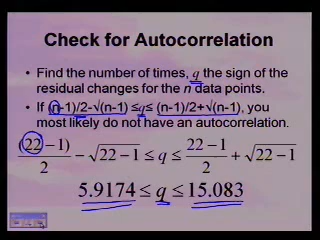 Check for Autocorrelation
• Find the number of times, q the sign of the
residual changes for the n data points.
• If (n-1)/2-√(n-1) ≤q≤ (n-1)/2+√(n-1), you
most likely do not have an autocorrelation.
(22 − 1)/2 − √22 − 1 ≤ q ≤ 22 − 1/2 + √22 − 1
5.9174 ≤ q ≤ 15.083